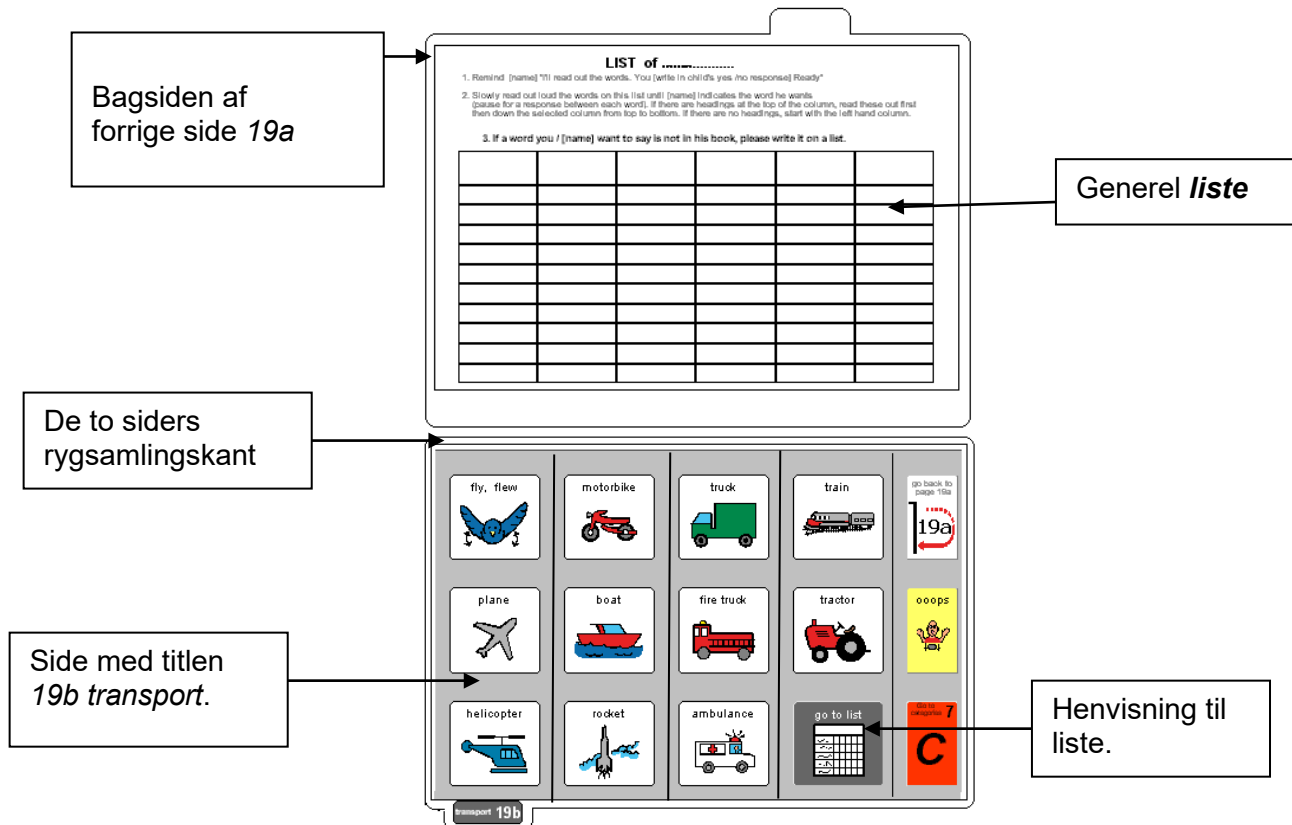 Bagsiden af
forrige side 19a
LIST of ...................
1. Remind [name] "I'll read out the words. You [write in child's yes /no response] Ready"
2. Slowly read out loud the words on this list until [name] indicates the word he wants
(pause for a response between each word). If there are headings at the top of the column, read these out first
then down the selected column from top to bottom. If there are no headings, start with the left hand column.
3. If a word you / [name] want to say is not in his book, please write it on a list.
Generel liste
De to siders
rygsamlingskant
fly, flew
motorbike
truck
train
go back to
page 19a
19a
plane
boat
fire truck
tractor
ooops
Side med titlen
19b transport.
helicopter
rocket
ambulance
go to list
Go to
categories 7
C
Henvisning til
liste.
transport 19b